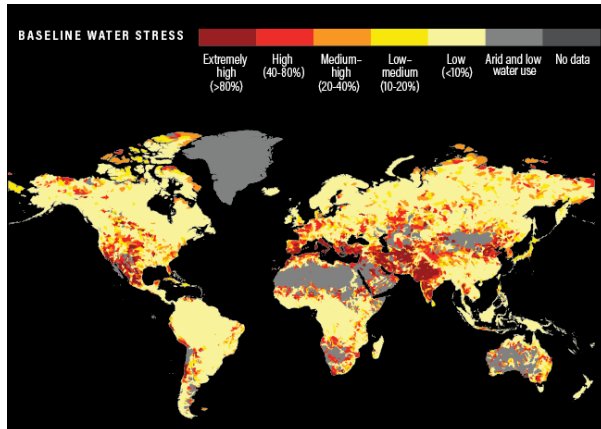 BASELINE WATER STRESS
Extremely
high
(>80%)
High
(40-80%)
Medium–
high
(20-40%)
Low–
medium
(10-20%)
Low
(<10%)
Arid and low
water use
No data